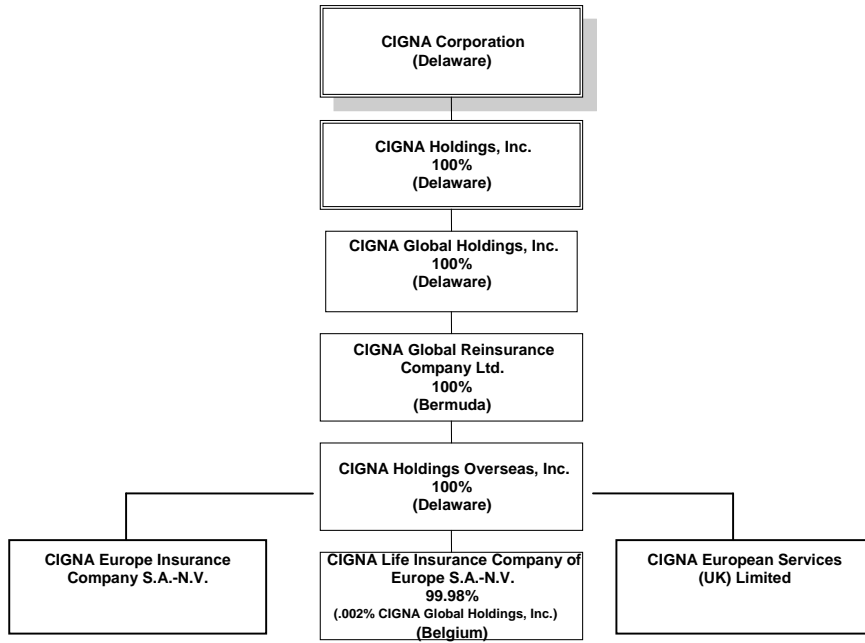 CIGNA Corporation
(Delaware)
CIGNA Holdings, Inc.
100%
(Delaware)
CIGNA Global Holdings, Inc.
100%
(Delaware)
CIGNA Global Reinsurance
Company Ltd.
100%
(Bermuda)
CIGNA Holdings Overseas, Inc.
100%
(Delaware)
CIGNA Europe Insurance
Company S.A.-N.V.
CIGNA Life Insurance Company of
Europe S.A.-N.V.
99.98%
(.002% CIGNA Global Holdings, Inc.)
(Belgium)
CIGNA European Services
(UK) Limited